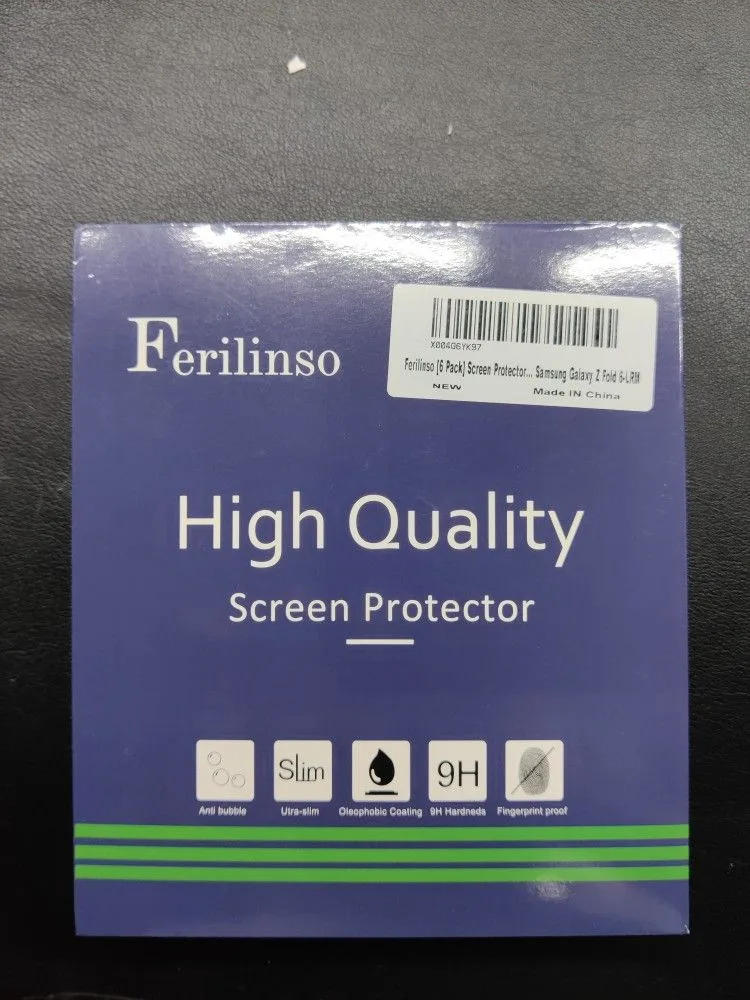 Ferilinso
X004G6YK97
Ferilinso [6 Pack] Screen Protector... Samsung Galaxy Z Fold 6-LRM
NEW Made IN China
High Quality
Screen Protector
Slim
9H
Anti bubble Utra-slim Oleophobic Coating 9H Hardneds Fingerprint proof